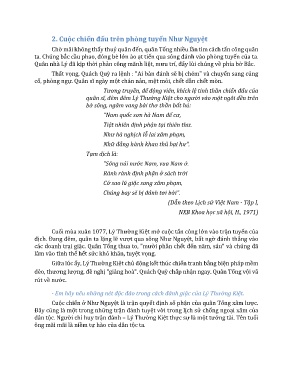 2. Cuộc chiến đấu trên phòng tuyến Như Nguyệt
Chờ mãi không thấy thuỷ quân đến, quân Tống nhiều lần tìm cách tấn công quân
ta. Chúng bắc cầu phao, đóng bè lớn ào ạt tiến qua sông đánh vào phòng tuyến của ta.
Quân nhà Lý đã kịp thời phản công mãnh liệt, mưu trí, đẩy lùi chúng về phía bờ Bắc.
Thất vọng, Quách Quỳ ra lệnh : "Ai bàn đánh sẽ bị chém" và chuyển sang củng
cố, phòng ngự. Quân sĩ ngày một chán nản, mệt mỏi, chết dần chết mòn.
Tương truyền, để động viên, khích lệ tinh thần chiến đấu của
quân sĩ, đêm đêm Lý Thường Kiệt cho người vào một ngôi đền trên
bờ sông, ngâm vang bài thơ thần bất hủ:
"Nam quốc sơn hà Nam đế cư,
Tiệt nhiên định phận tại thiên thư.
Như hà nghịch lỗ lai xâm phạm,
Nhữ đẳng hành khan thủ bại hư".
Tạm dịch là:
"Sông núi nước Nam, vua Nam ở
Rành rành định phận ở sách trời
Cớ sao lũ giặc sang xâm phạm,
Chúng bay sẽ bị đánh tơi bời".
(Dẫn theo Lịch sử Việt Nam - Tập I,
NXB Khoa học xã hội, H., 1971)
Cuối mùa xuân 1077, Lý Thường Kiệt mở cuộc tấn công lớn vào trận tuyến của
địch. Đang đêm, quân ta lặng lẽ vượt qua sông Như Nguyệt, bất ngờ đánh thẳng vào
các doanh trại giặc. Quân Tống thua to, "mười phần chết đến năm, sáu" và chúng đã
lâm vào tình thế hết sức khó khăn, tuyệt vọng.
Giữa lúc ấy, Lý Thường Kiệt chủ động kết thúc chiến tranh bằng biện pháp mềm
dẻo, thương lượng, đề nghị "giảng hoà". Quách Quỳ chấp nhận ngay. Quân Tống vội vã
rút về nước.
- Em hãy nêu những nét độc đáo trong cách đánh giặc của Lý Thường Kiệt.
Cuộc chiến ở Như Nguyệt là trận quyết định số phận của quân Tống xâm lược.
Đây cũng là một trong những trận đánh tuyệt vời trong lịch sử chống ngoại xâm của
dân tộc. Người chỉ huy trận đánh – Lý Thường Kiệt thực sự là một tướng tài. Tên tuổi
ông mãi mãi là niềm tự hào của dân tộc ta.